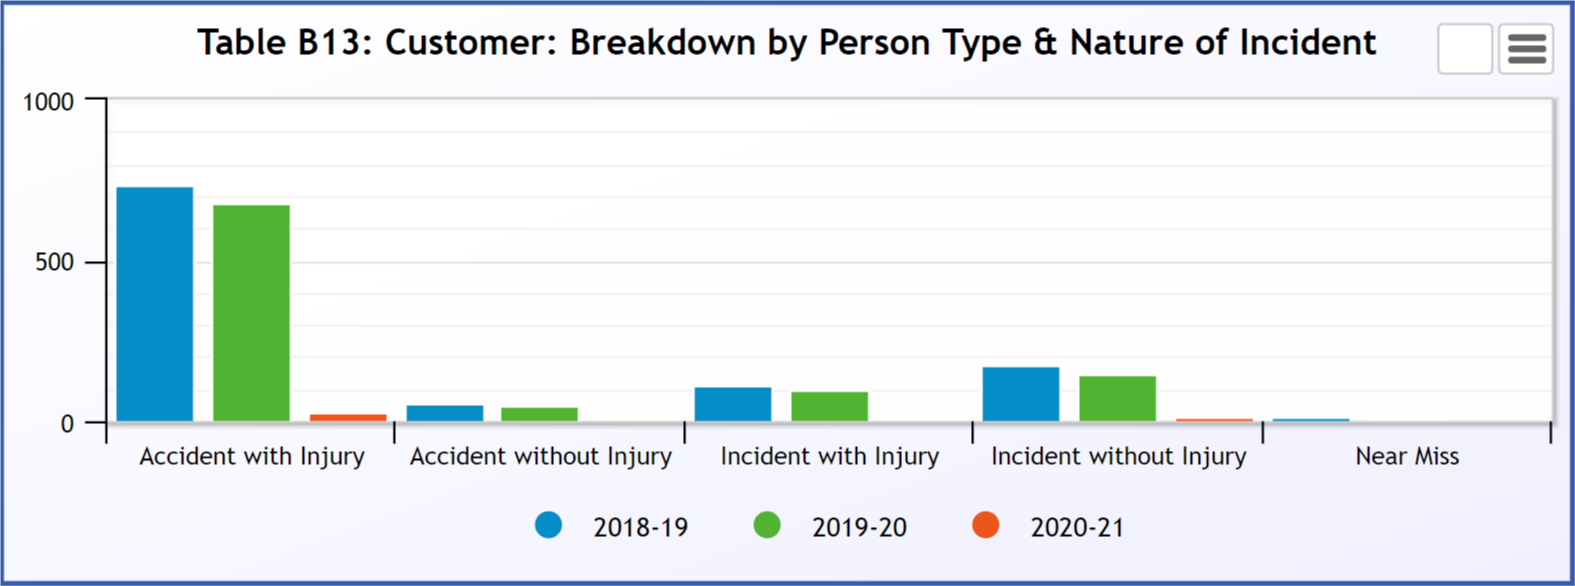 Table B13: Customer: Breakdown by Person Type & Nature of Incident
1000
500
0
Accident with Injury Accident without Injury Incident with Injury Incident without Injury Near Miss
2018-19 2019-20 2020-21